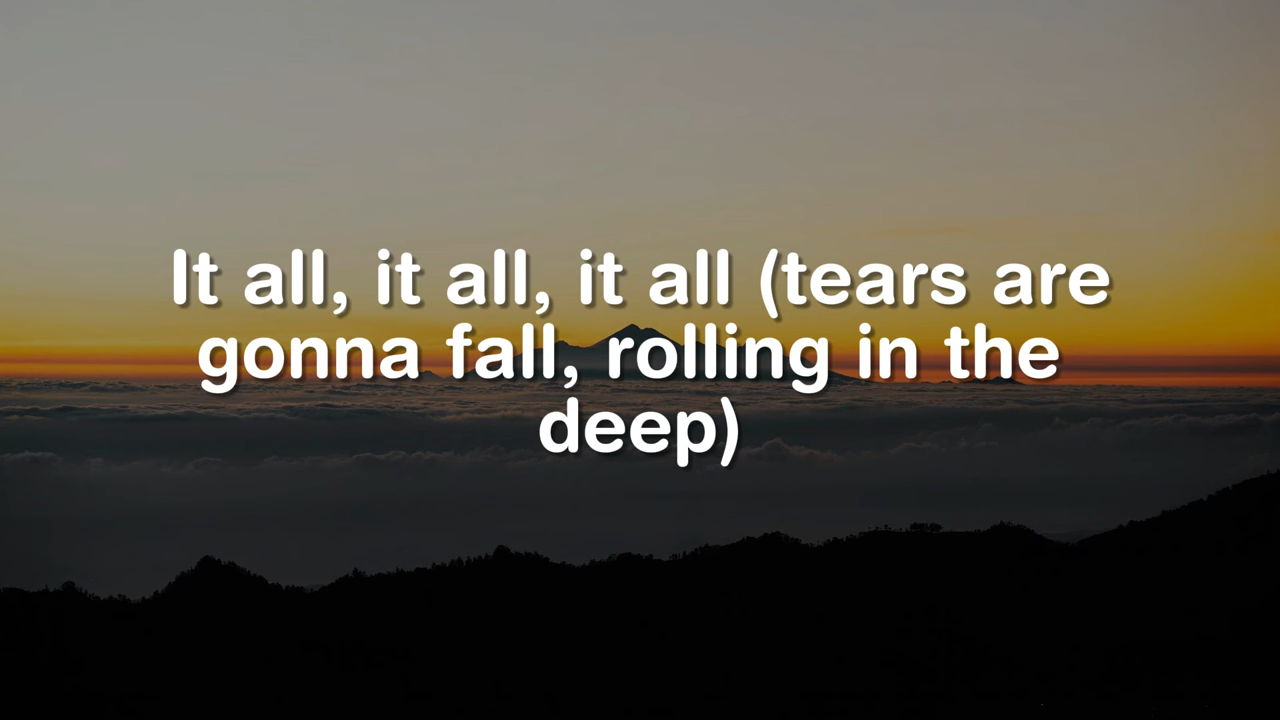 It all, it all, it all (tears are
gonna fall, rolling in the
deep)